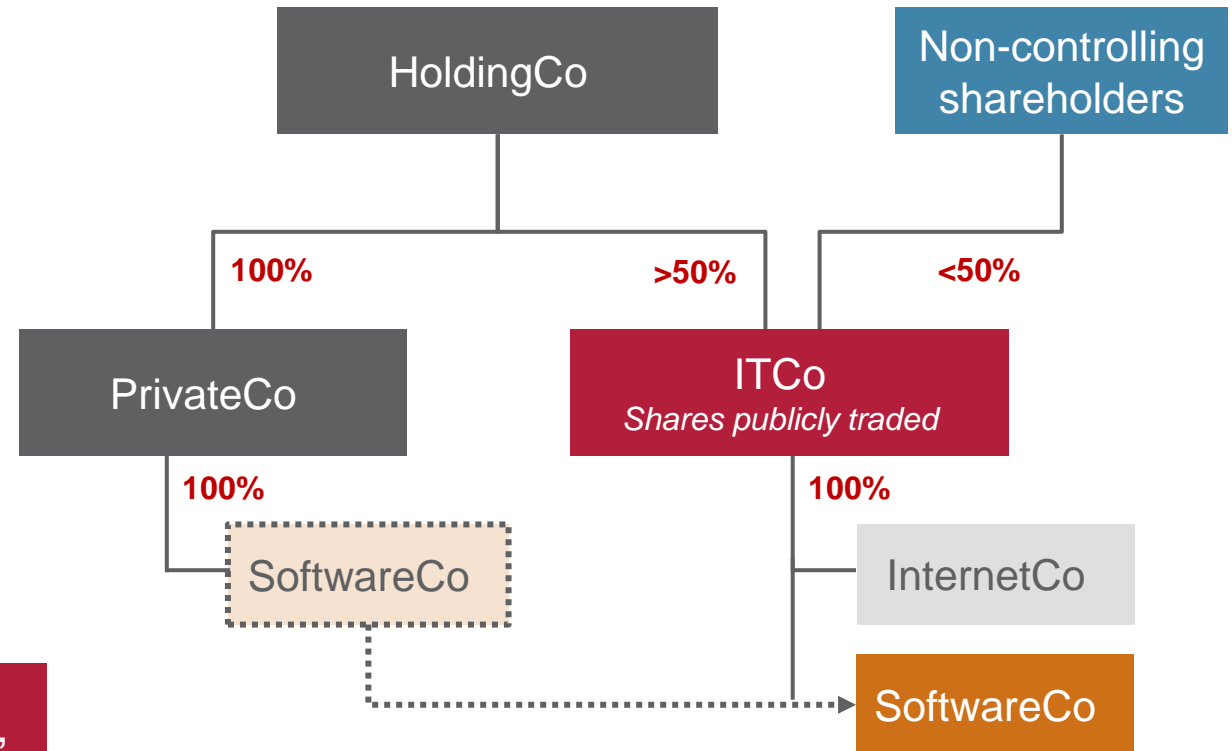 HoldingCo
Non-controlling
shareholders
100%
>50%
<50%
PrivateCo
ITCo
Shares publicly traded
100%
100%
SoftwareCo
InternetCo
SoftwareCo
,